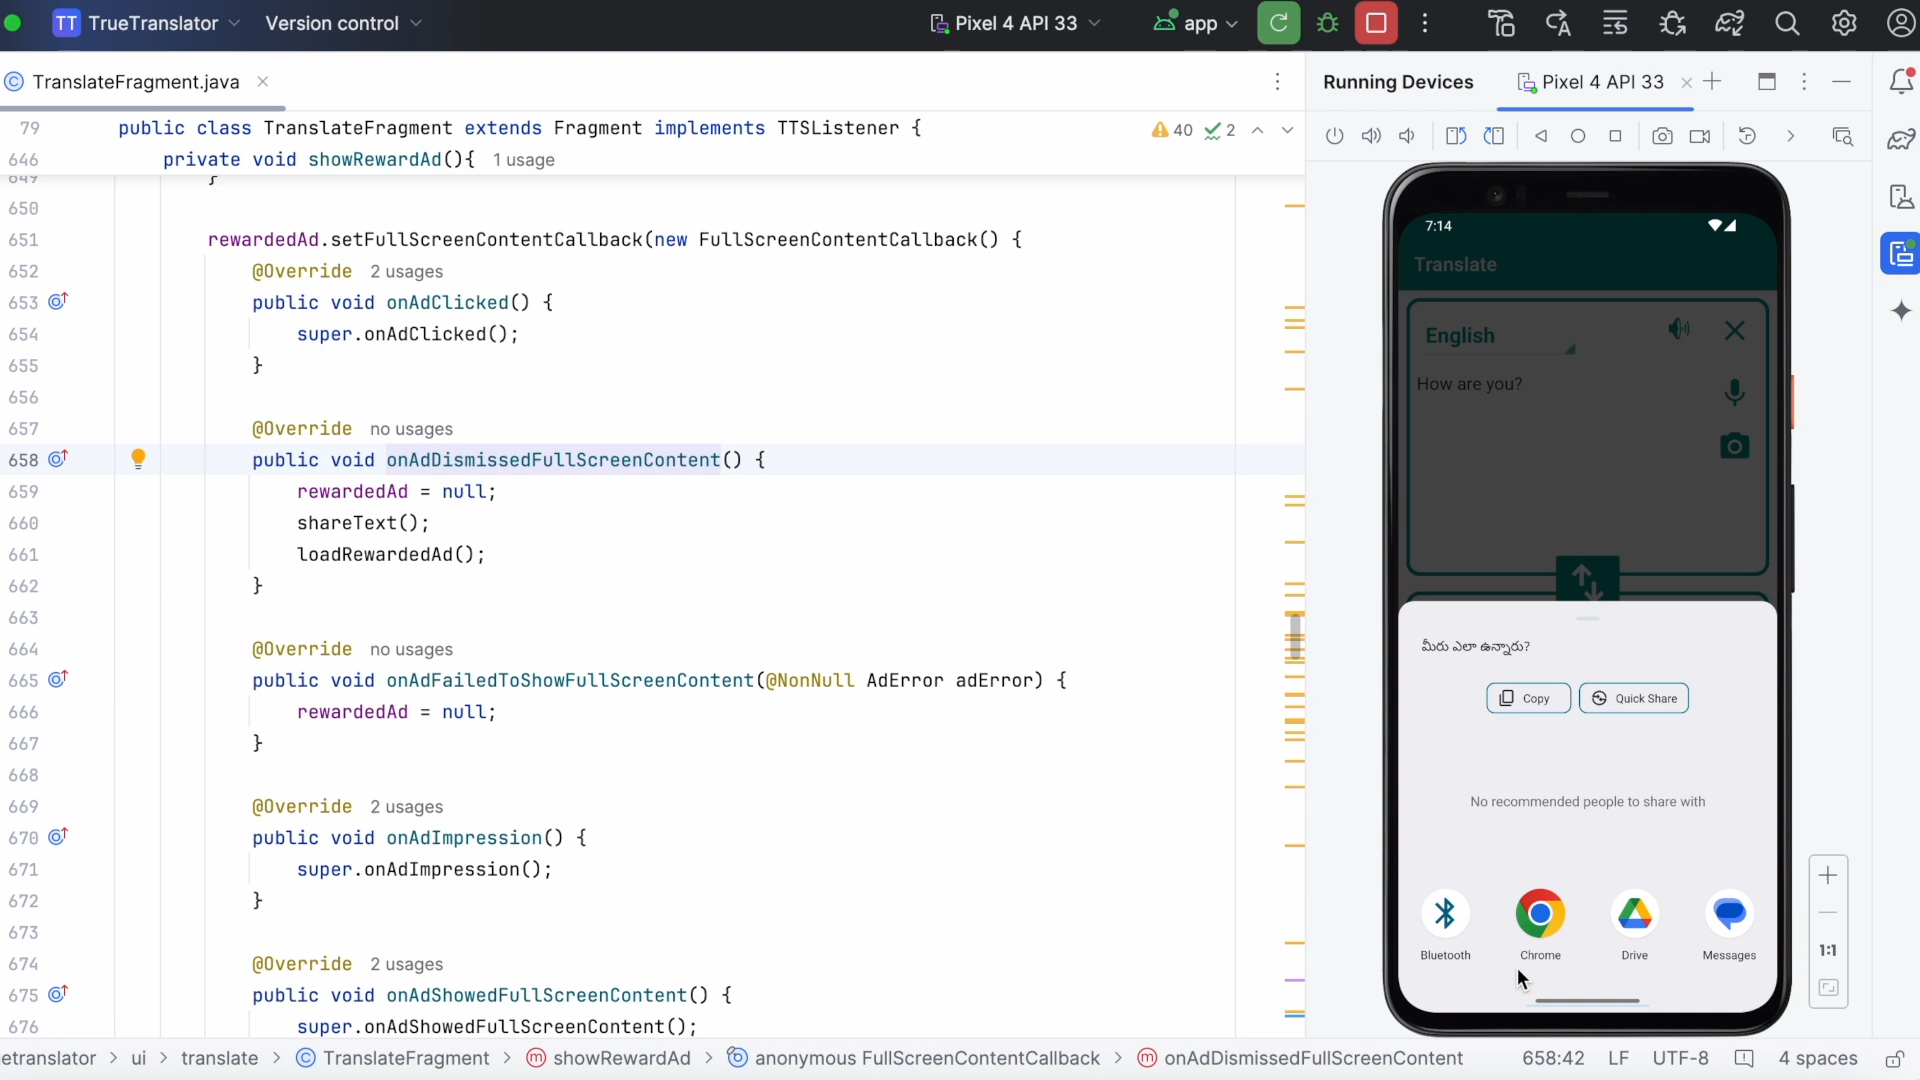 TT TrueTranslator Version control Pixel 4 API 33 app
TranslateFragment.java
79 public class TranslateFragment extends Fragment implements TTSListener {
40 2
646 private void showRewardAd(){ 1 usage
649 }
650
651 rewardedAd.setFullScreenContentCallback(new FullScreenContentCallback() {
652 @Override 2 usages
653 public void onAdClicked() {
654 super.onAdClicked();
655 }
656
657 @Override no usages
658 public void onAdDismissedFullScreenContent() {
659 rewardedAd = null;
660 shareText();
661 loadRewardedAd();
662 }
663
664 @Override no usages
665 public void onAdFailedToShowFullScreenContent(@NonNull AdError adError) {
666 rewardedAd = null;
667 }
668
669 @Override 2 usages
670 public void onAdImpression() {
671 super.onAdImpression();
672 }
673
674 @Override 2 usages
675 public void onAdShowedFullScreenContent() {
676 super.onAdShowedFullScreenContent();
Running Devices Pixel 4 API 33
7:14
Translate
English
How are you?
మీరు ఎలా ఉన్నారు?
Copy Quick Share
No recommended people to share with
Bluetooth Chrome Drive Messages
1:1
etranslator > ui > translate > TranslateFragment > showRewardAd > anonymous FullScreenContentCallback > onAdDismissedFullScreenContent 658:42 LF UTF-8 4 spaces